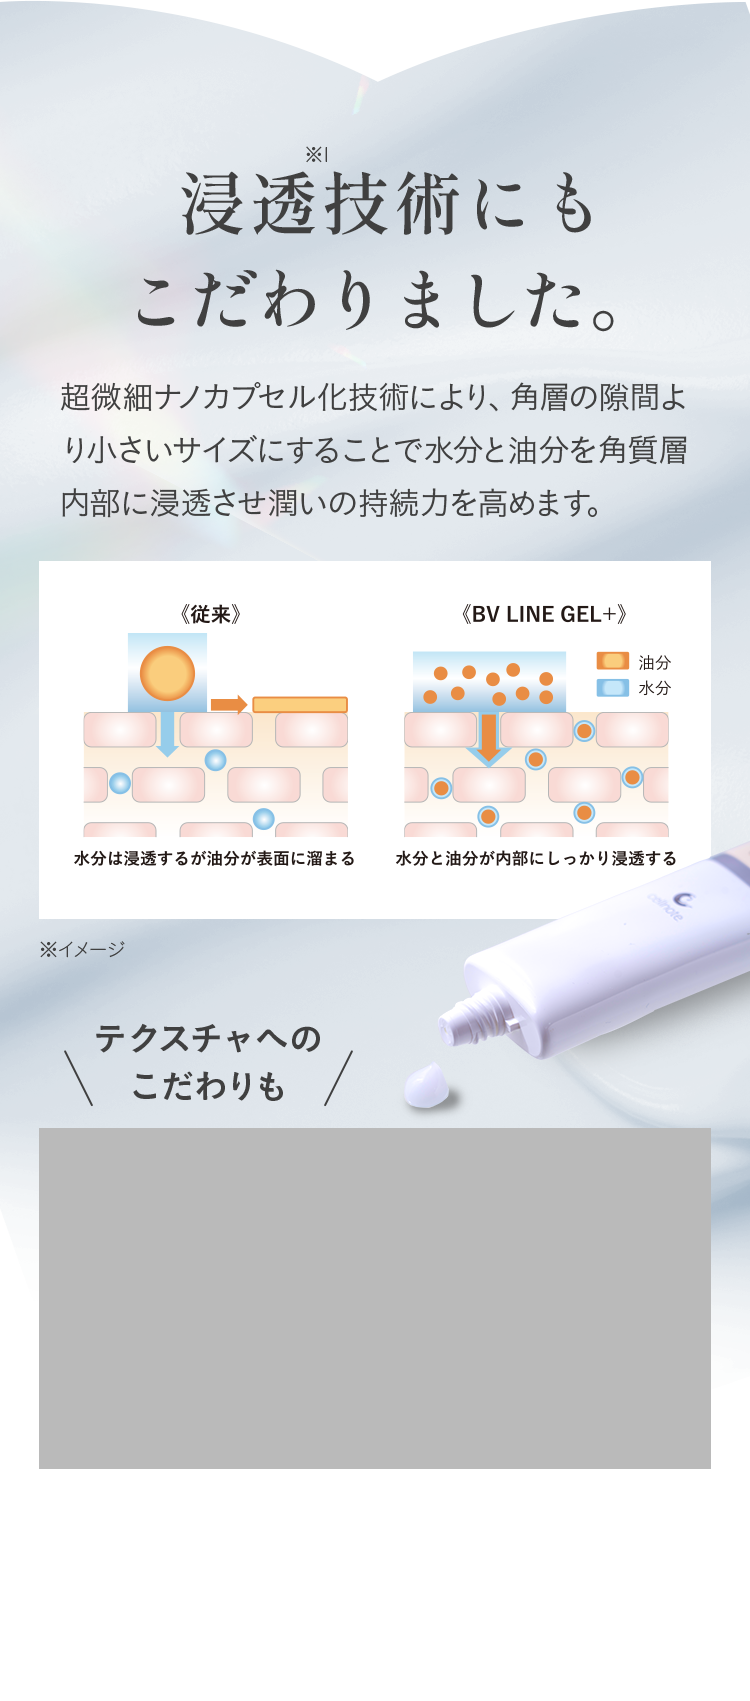 ※1
浸透技術にも
こだわりました。
超微細ナノカプセル化技術により、角層の隙間よ
り小さいサイズにすることで水分と油分を角質層
内部に浸透させ潤いの持続力を高めます。
《従来》
《BV LINE GEL+》
油分
水分
水分は浸透するが油分が表面に溜まる
水分と油分が内部にしっかり浸透する
cellnote
※イメージ
テクスチャへの
こだわりも